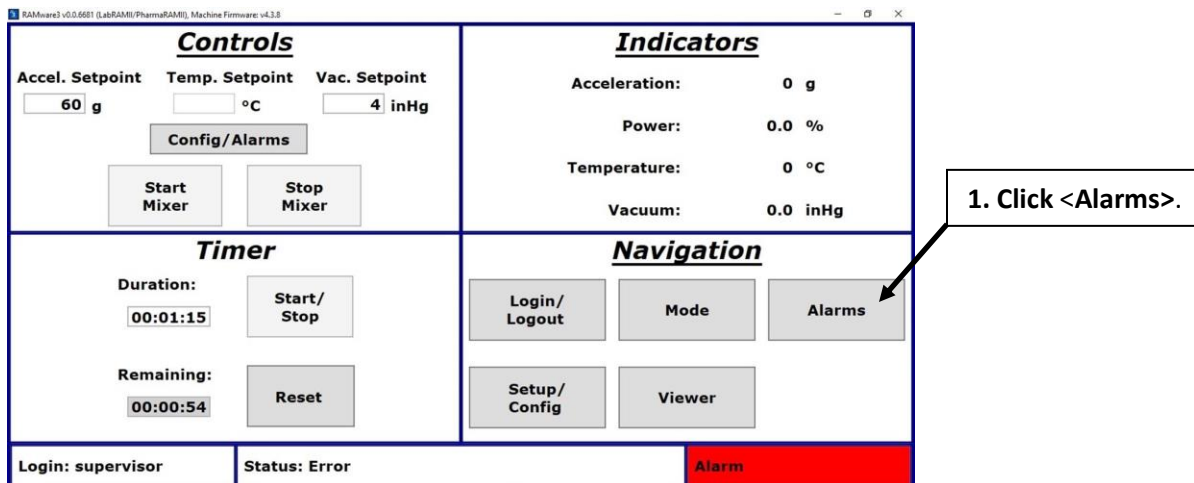 RAMware3 v0.0.6681 (LabRAMII/PharmaRAMII), Machine Firmware: v4.3.8
Controls
Accel. Setpoint Temp. Setpoint Vac. Setpoint
60 g °C 4 inHg
Config/Alarms
Start Mixer
Stop Mixer
Indicators
Acceleration: 0 g
Power: 0.0 %
Temperature: 0 °C
Vacuum: 0.0 inHg
1. Click <Alarms>.
Timer
Duration:
00:01:15
Start/
Stop
Remaining:
00:00:54
Reset
Navigation
Login/
Logout
Mode
Alarms
Setup/
Config
Viewer
Login: supervisor
Status: Error
Alarm